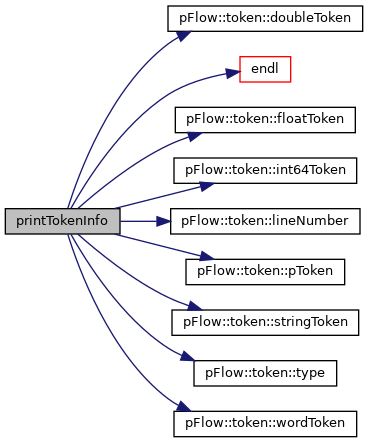 printTokenInfo
pFlow::token::doubleToken
endl
pFlow::token::floatToken
pFlow::token::int64Token
pFlow::token::lineNumber
pFlow::token::pToken
pFlow::token::stringToken
pFlow::token::type
pFlow::token::wordToken